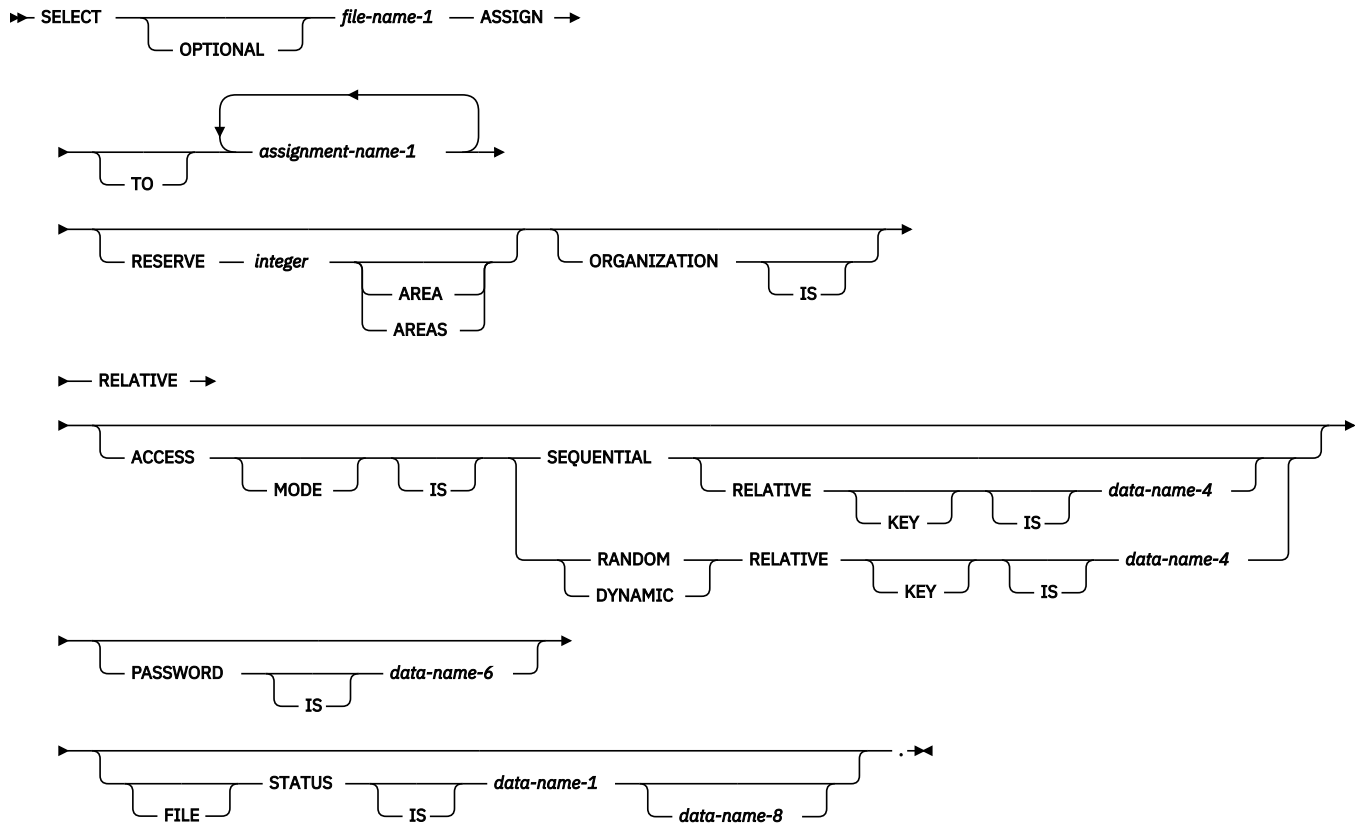 SELECT file-name-1 ASSIGN
OPTIONAL
assignment-name-1
TO
RESERVE integer ORGANIZATION
AREA IS
AREAS
RELATIVE
ACCESS SEQUENTIAL
MODE IS RELATIVE data-name-4
KEY IS
RANDOM RELATIVE data-name-4
DYNAMIC KEY IS
PASSWORD data-name-6
IS
.
STATUS data-name-1
FILE IS data-name-8